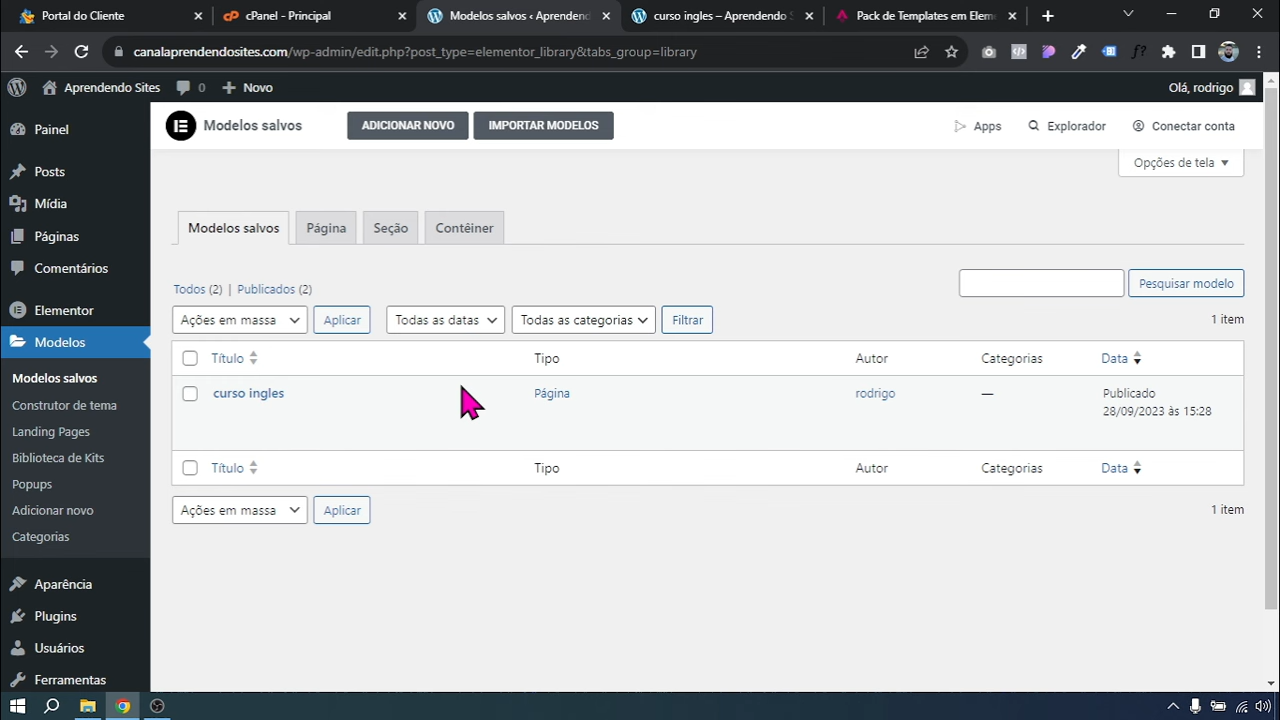 Portal do Cliente
cPanel - Principal
Modelos salvos ‹ Aprendendo
curso ingles – Aprendendo S
Pack de Templates em Elem
canalaprendendosites.com/wp-admin/edit.php?post_type=elementor_library&tabs_group=library
Aprendendo Sites 0 Novo
Olá, rodrigo
Painel
Posts
Mídia
Páginas
Comentários
Elementor
Modelos
Modelos salvos
Construtor de tema
Landing Pages
Biblioteca de Kits
Popups
Adicionar novo
Categorias
Aparência
Plugins
Usuários
Ferramentas
Modelos salvos ADICIONAR NOVO IMPORTAR MODELOS
Apps Explorador Conectar conta
Opções de tela
Modelos salvos Página Seção Contêiner
Todos (2) | Publicados (2)
Pesquisar modelo
Ações em massa Aplicar Todas as datas Todas as categorias Filtrar 1 item
Título Tipo Autor Categorias Data
curso ingles Página rodrigo — Publicado
28/09/2023 às 15:28
Título Tipo Autor Categorias Data
Ações em massa Aplicar 1 item